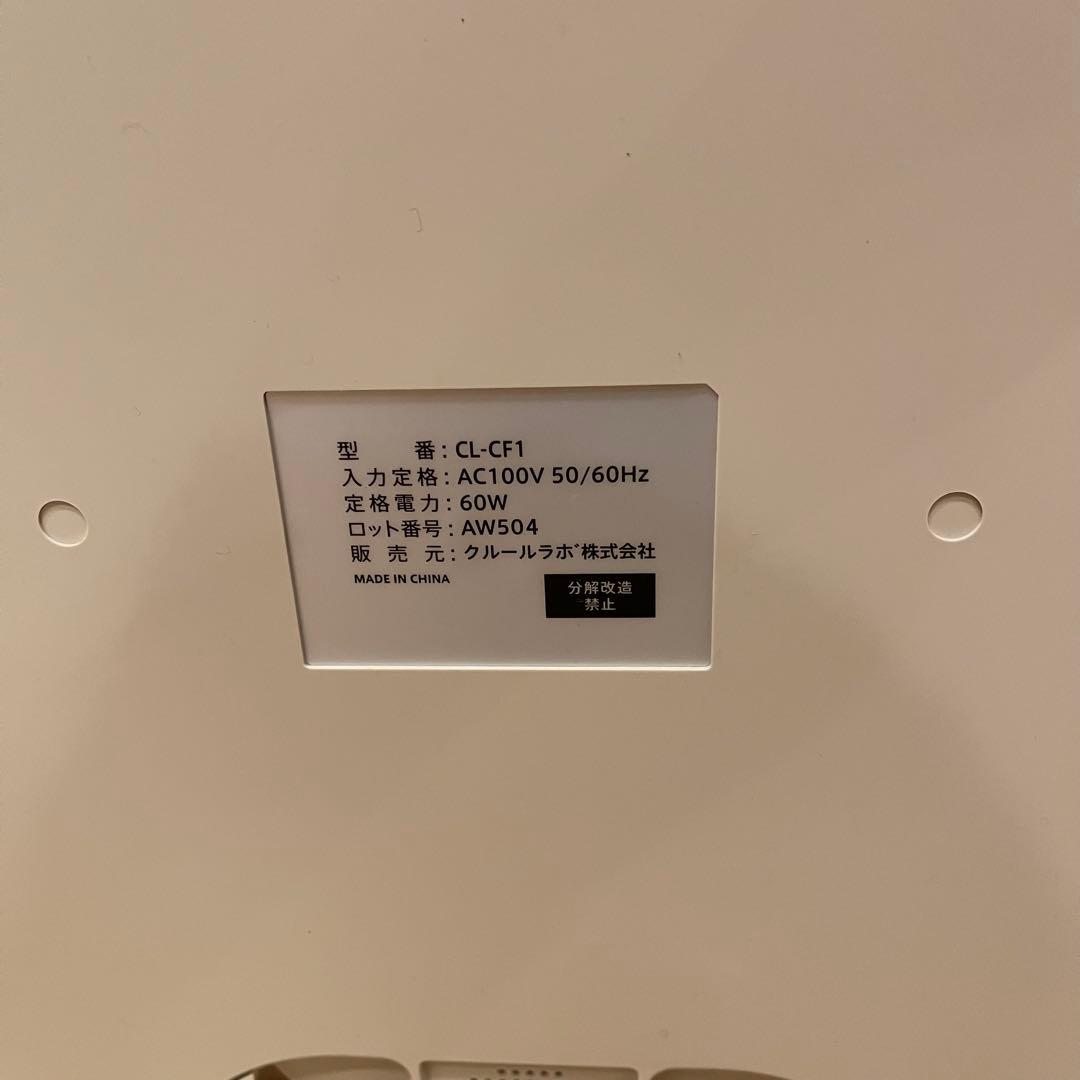 型　　番：CL-CF1
入力定格：AC100V 50/60Hz
定格電力：60W
ロット番号：AW504
販 売 元：クルールラボ株式会社
MADE IN CHINA
分解改造
禁止